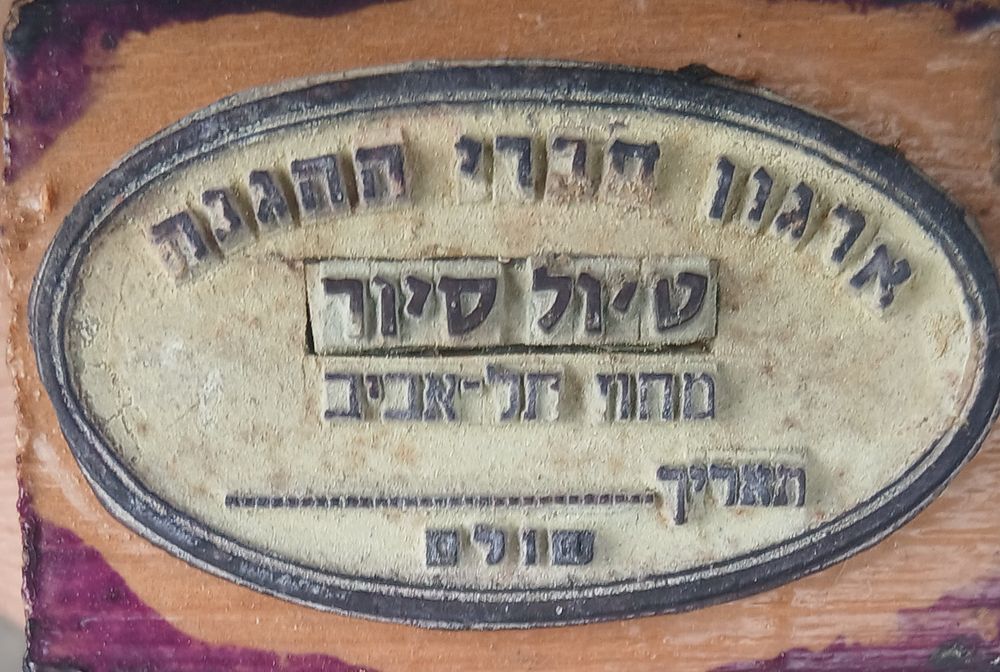 ארגון חברי ההגנה
טיול סיור
מחוז תל-אביב
תאריך
שולם